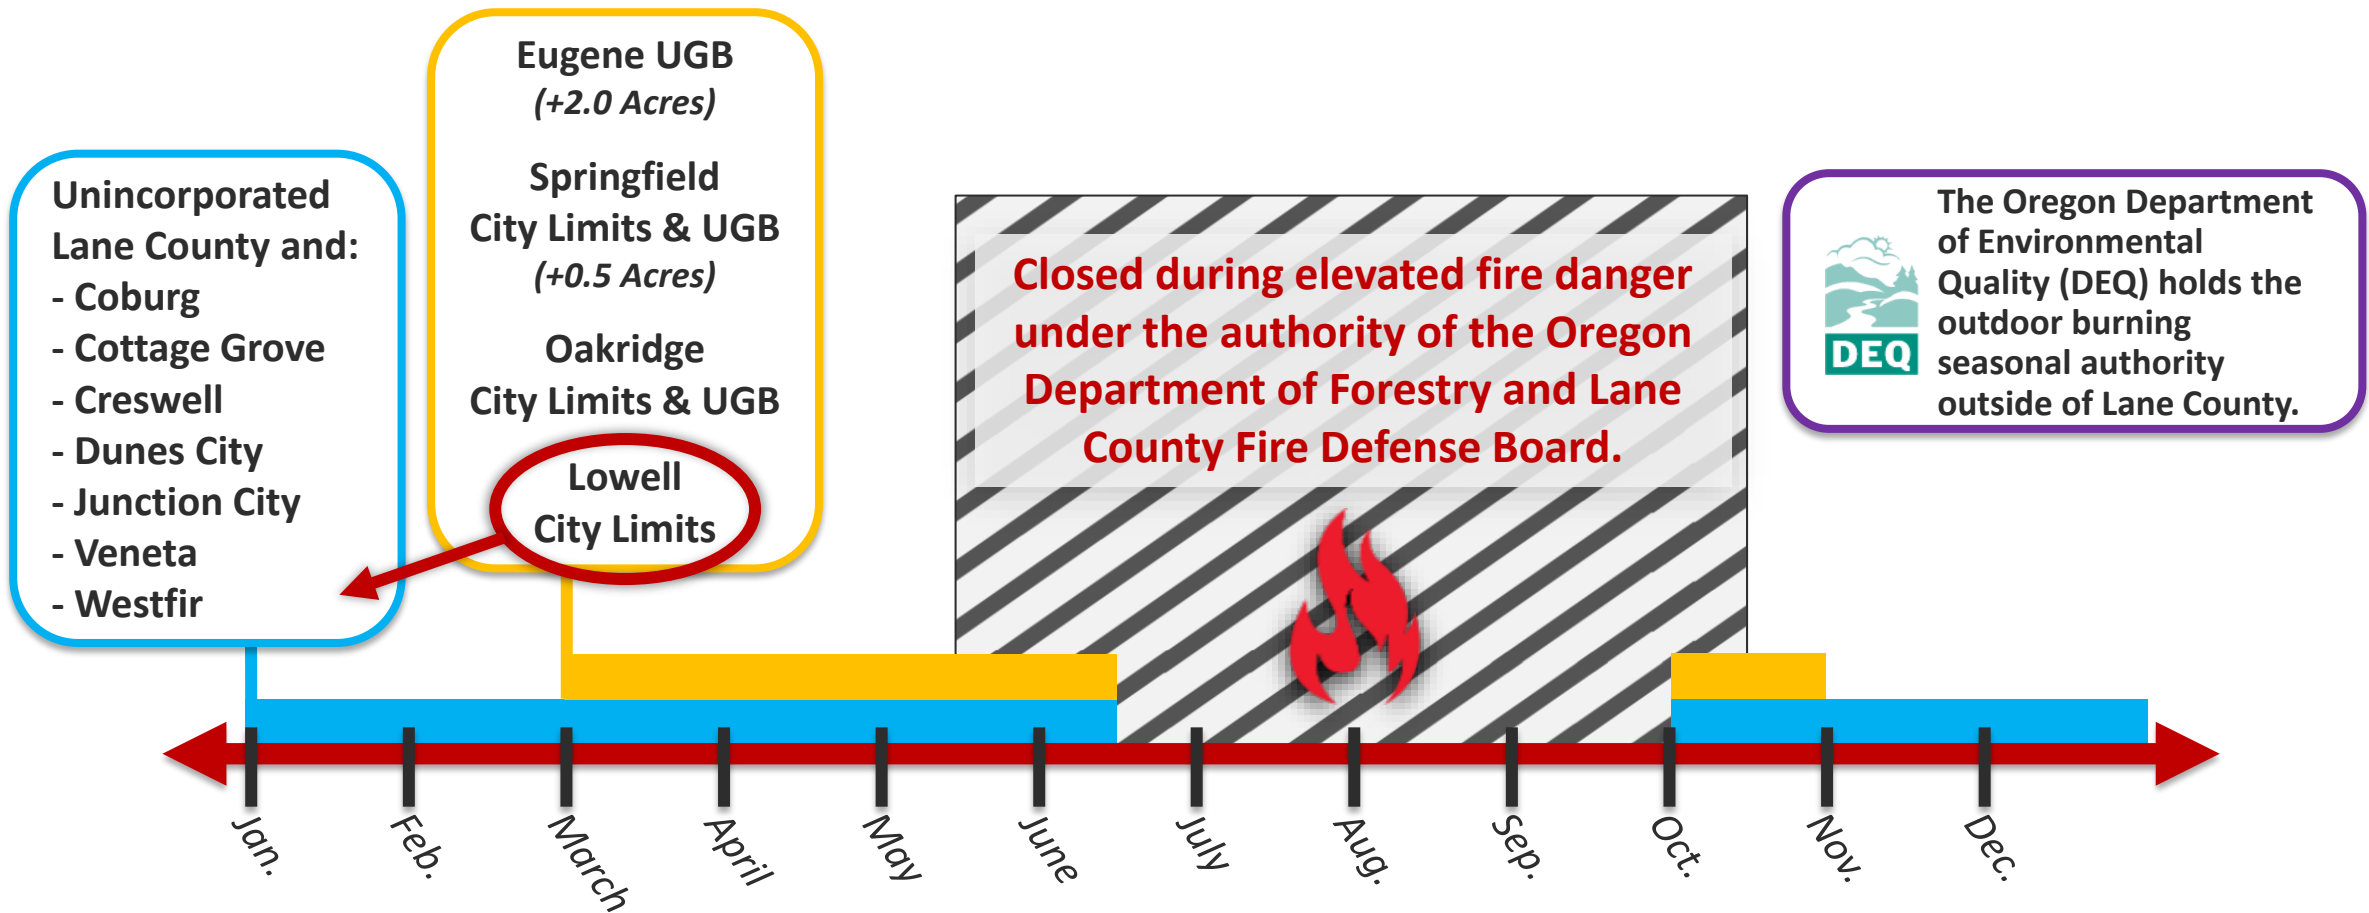 Unincorporated
Lane County and:
- Coburg
- Cottage Grove
- Creswell
- Dunes City
- Junction City
- Veneta
- Westfir
Eugene UGB
(+2.0 Acres)
Springfield
City Limits & UGB
(+0.5 Acres)
Oakridge
City Limits & UGB
Lowell
City Limits
Closed during elevated fire danger
under the authority of the Oregon
Department of Forestry and Lane
County Fire Defense Board.
DEQ
The Oregon Department
of Environmental
Quality (DEQ) holds the
outdoor burning
seasonal authority
outside of Lane County.
Jan.
Feb.
March
April
May
June
July
Aug.
Sep.
Oct.
Nov.
Dec.